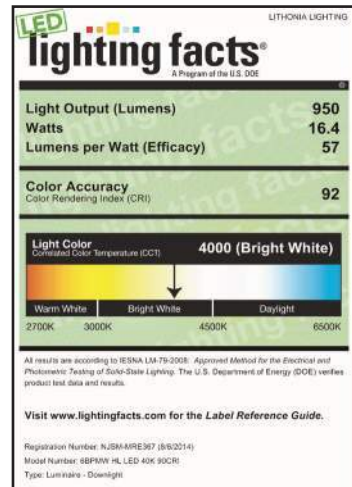 LITHONIA LIGHTING
LED
lighting facts®
A Program of the U.S. DOE
Light Output (Lumens) 950
Watts 16.4
Lumens per Watt (Efficacy) 57
Color Accuracy
Color Rendering Index (CRI) 92
Light Color
Correlated Color Temperature (CCT) 4000 (Bright White)
Warm White Bright White Daylight
2700K 3000K 4500K 6500K
All results are according to IESNA LM-79-2008: Approved Method for the Electrical and
Photometric Testing of Solid-State Lighting. The U.S. Department of Energy (DOE) verifies
product test data and results.
Visit www.lightingfacts.com for the Label Reference Guide.
Registration Number: NJSM-MRE367 (8/6/2014)
Model Number: 6BPMW HL LED 40K 90CRI
Type: Luminaire - Downlight